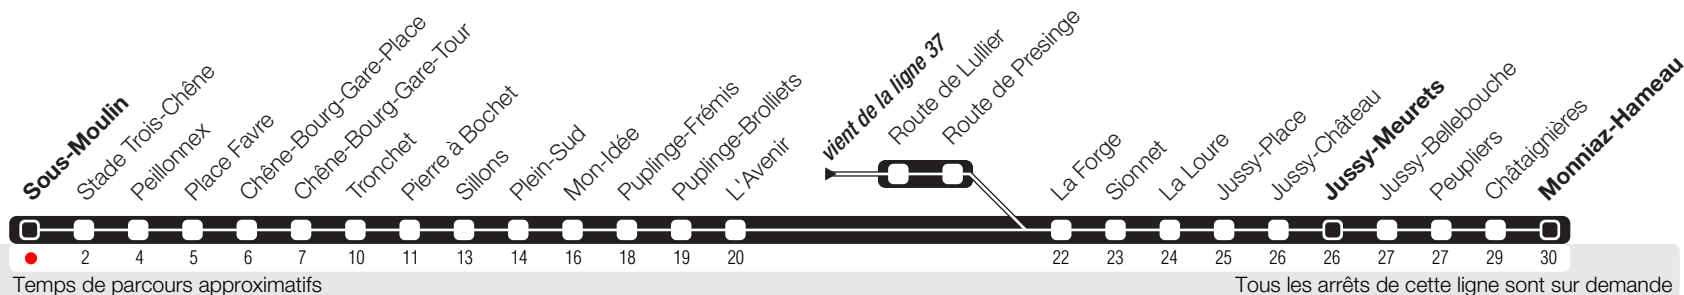 Sous-Moulin
Stade Trois-Chêne
Peillonnex
Place Favre
Chêne-Bourg-Gare-Place
Chêne-Bourg-Gare-Tour
Tronchet
Pierre à Bochet
Sillons
Plein-Sud
Mon-Idée
Puplinge-Frémis
Puplinge-Brolliets
L'Avenir
vient de la ligne 37
Route de Lullier
Route de Presinge
La Forge
Sionnet
La Loure
Jussy-Place
Jussy-Château
Jussy-Meurets
Jussy-Bellebouche
Peupliers
Châtaignières
Monniaz-Hameau
2 4 5 6 7 10 11 13 14 16 18 19 20 22 23 24 25 26 26 27 27 29 30
Temps de parcours approximatifs
Tous les arrêts de cette ligne sont sur demande